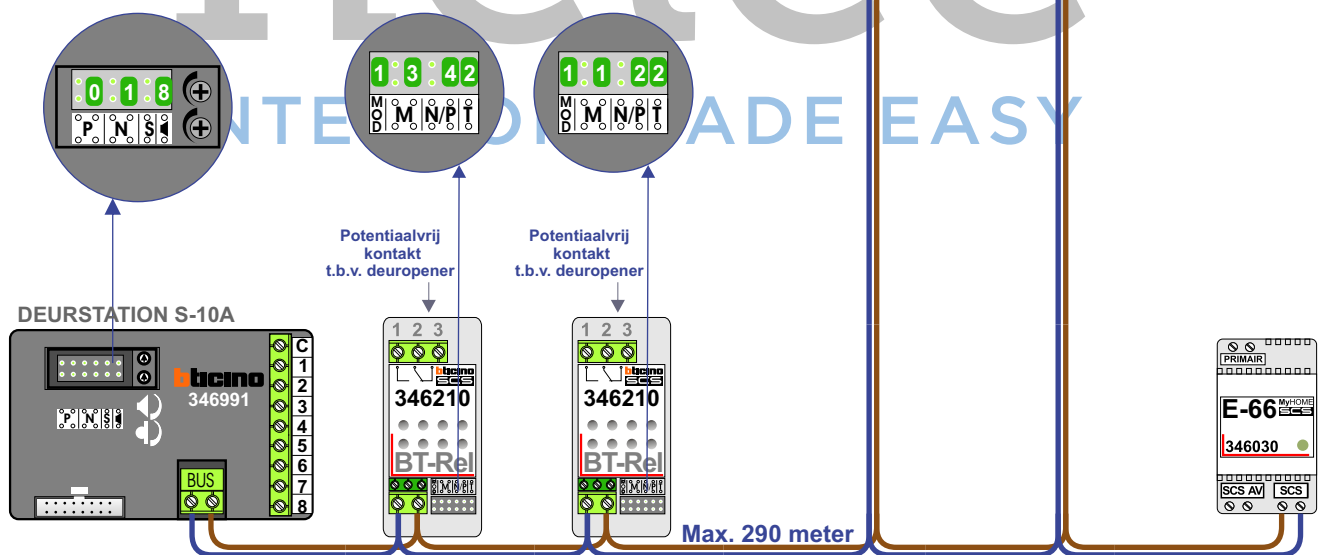 INTERCOM MADE EASY
0 1 8
P N S
1 3 4 2
MOD M N/P T
1 1 2 2
MOD M N/P T
Potentiaalvrij
kontakt
t.b.v. deuropener
Potentiaalvrij
kontakt
t.b.v. deuropener
DEURSTATION S-10A
P N S
bticino
346991
C
1
2
3
4
5
6
7
8
BUS
1 2 3
bticino
SCS
346210
BT-Rel
MOD M N/P T
1 2 3
bticino
SCS
346210
BT-Rel
MOD M N/P T
Max. 290 meter
PRIMAIR
E-66 MyHOME
SCS
346030
SCS AV SCS